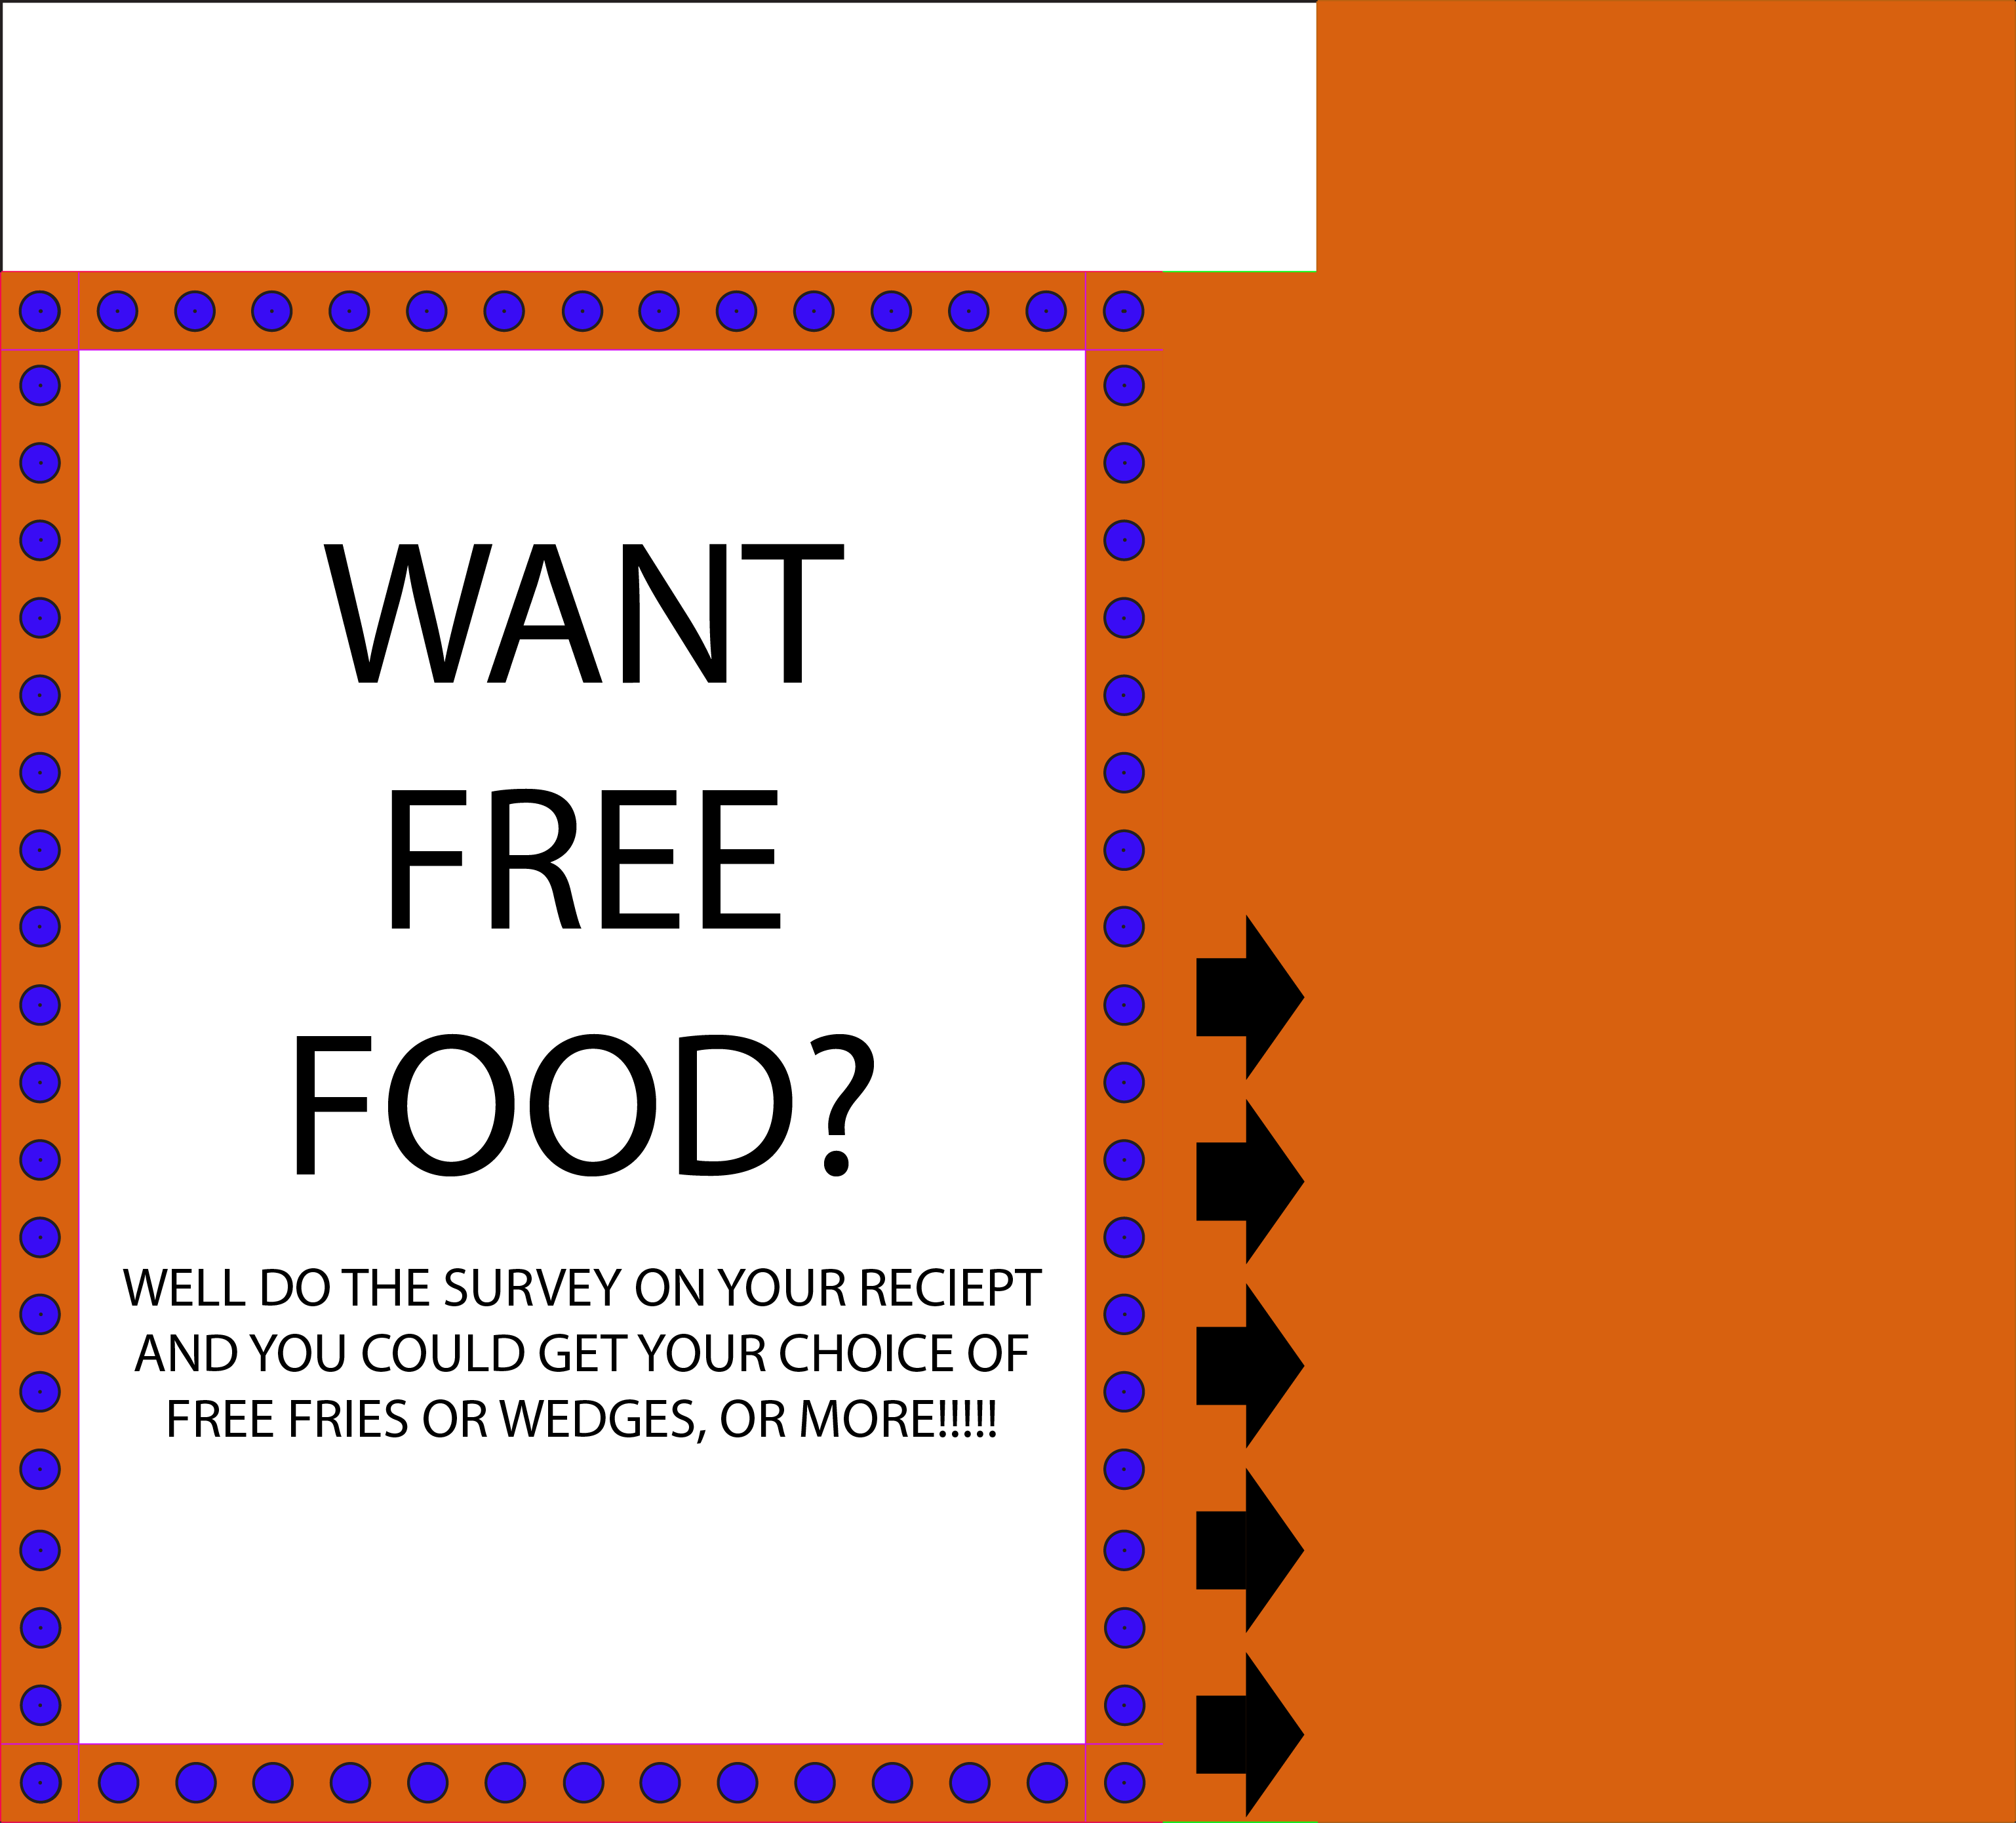 WANT
FREE
FOOD?
WELL DO THE SURVEY ON YOUR RECIEPT
AND YOU COULD GET YOUR CHOICE OF
FREE FRIES OR WEDGES, OR MORE!!!!!